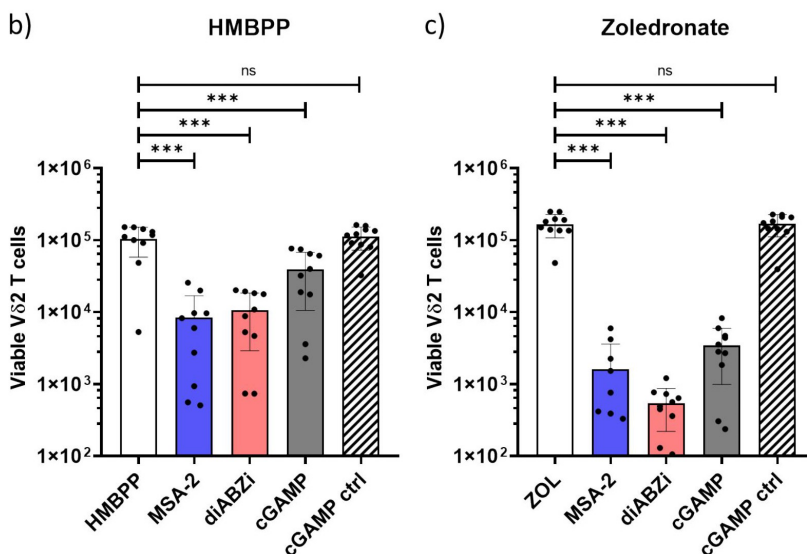 b)
HMBPP
ns
***
***
***
1×10⁶
1×10⁵
1×10⁴
1×10³
1×10²
Viable Vδ2 T cells
HMBPP
MSA-2
diABZi
cGAMP
cGAMP ctrl
c)
Zoledronate
ns
***
***
***
1×10⁶
1×10⁵
1×10⁴
1×10³
1×10²
Viable Vδ2 T cells
ZOL
MSA-2
diABZi
cGAMP
cGAMP ctrl